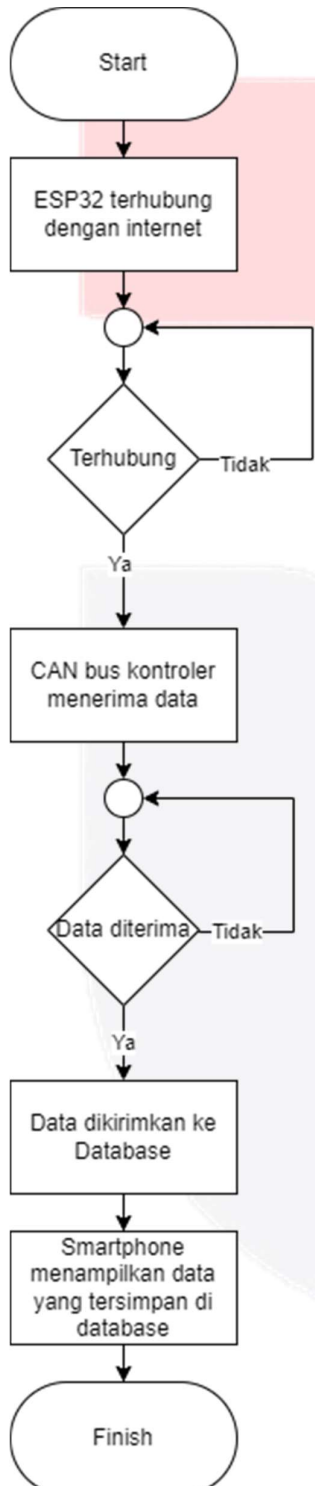 Start
ESP32 terhubung
dengan internet
Terhubung
Tidak
Ya
CAN bus kontroler
menerima data
Data diterima
Tidak
Ya
Data dikirimkan ke
Database
Smartphone
menampilkan data
yang tersimpan di
database
Finish